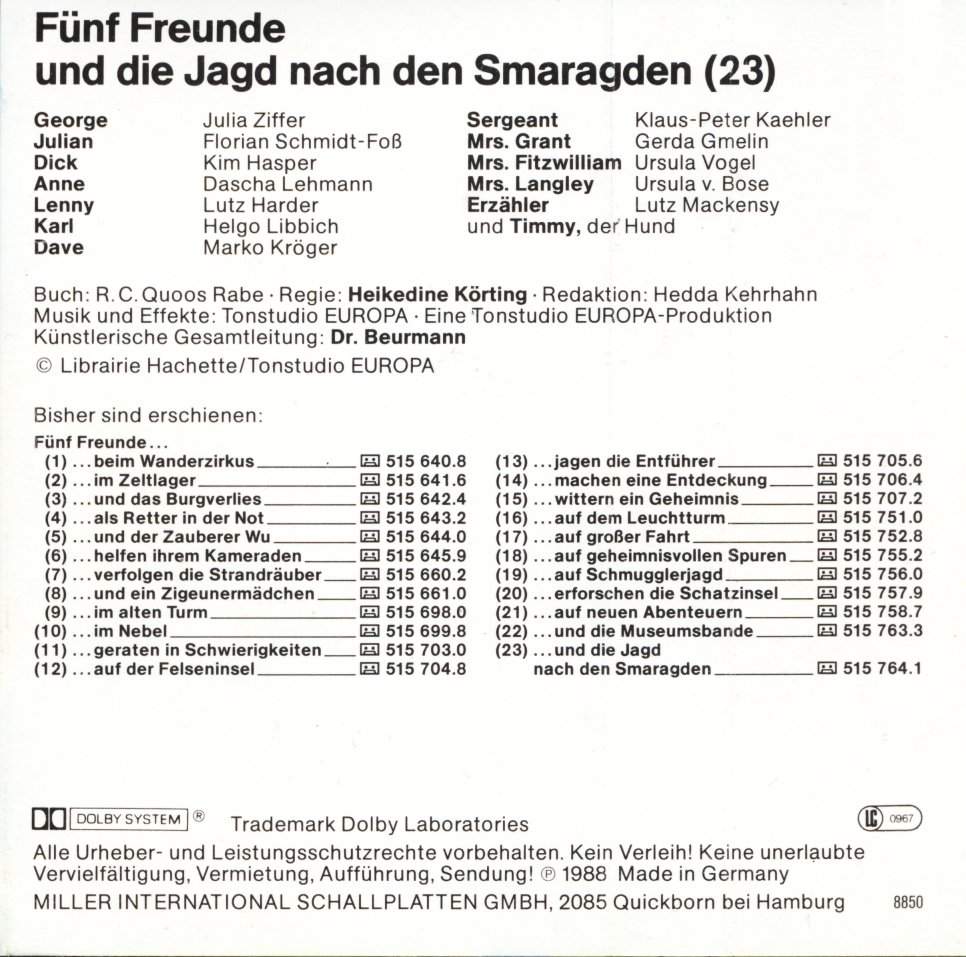 Fünf Freunde
und die Jagd nach den Smaragden (23)
George Julia Ziffer
Julian Florian Schmidt-Foß
Dick Kim Hasper
Anne Dascha Lehmann
Lenny Lutz Harder
Karl Helgo Libbich
Dave Marko Kröger
Sergeant Klaus-Peter Kaehler
Mrs. Grant Gerda Gmelin
Mrs. Fitzwilliam Ursula Vogel
Mrs. Langley Ursula v. Bose
Erzähler Lutz Mackensy
und Timmy, der Hund
Buch: R. C. Quoos Rabe · Regie: Heikedine Körting · Redaktion: Hedda Kehrhahn
Musik und Effekte: Tonstudio EUROPA · Eine Tonstudio EUROPA-Produktion
Künstlerische Gesamtleitung: Dr. Beurmann
© Librairie Hachette/Tonstudio EUROPA
Bisher sind erschienen:
Fünf Freunde...
(1) ...beim Wanderzirkus 515 640.8
(2) ...im Zeltlager 515 641.6
(3) ...und das Burgverlies 515 642.4
(4) ...als Retter in der Not 515 643.2
(5) ...und der Zauberer Wu 515 644.0
(6) ...helfen ihrem Kameraden 515 645.9
(7) ...verfolgen die Strandräuber 515 660.2
(8) ...und ein Zigeunermädchen 515 661.0
(9) ...im alten Turm 515 698.0
(10) ...im Nebel 515 699.8
(11) ...geraten in Schwierigkeiten 515 703.0
(12) ...auf der Felseninsel 515 704.8
(13) ...jagen die Entführer 515 705.6
(14) ...machen eine Entdeckung 515 706.4
(15) ...wittern ein Geheimnis 515 707.2
(16) ...auf dem Leuchtturm 515 751.0
(17) ...auf großer Fahrt 515 752.8
(18) ...auf geheimnisvollen Spuren 515 755.2
(19) ...auf Schmugglerjagd 515 756.0
(20) ...erforschen die Schatzinsel 515 757.9
(21) ...auf neuen Abenteuern 515 758.7
(22) ...und die Museumsbande 515 763.3
(23) ...und die Jagd
nach den Smaragden 515 764.1
DOLBY SYSTEM ® Trademark Dolby Laboratories
LC 0967
Alle Urheber- und Leistungsschutzrechte vorbehalten. Kein Verleih! Keine unerlaubte
Vervielfältigung, Vermietung, Aufführung, Sendung! ℗ 1988 Made in Germany
MILLER INTERNATIONAL SCHALLPLATTEN GMBH, 2085 Quickborn bei Hamburg 8850